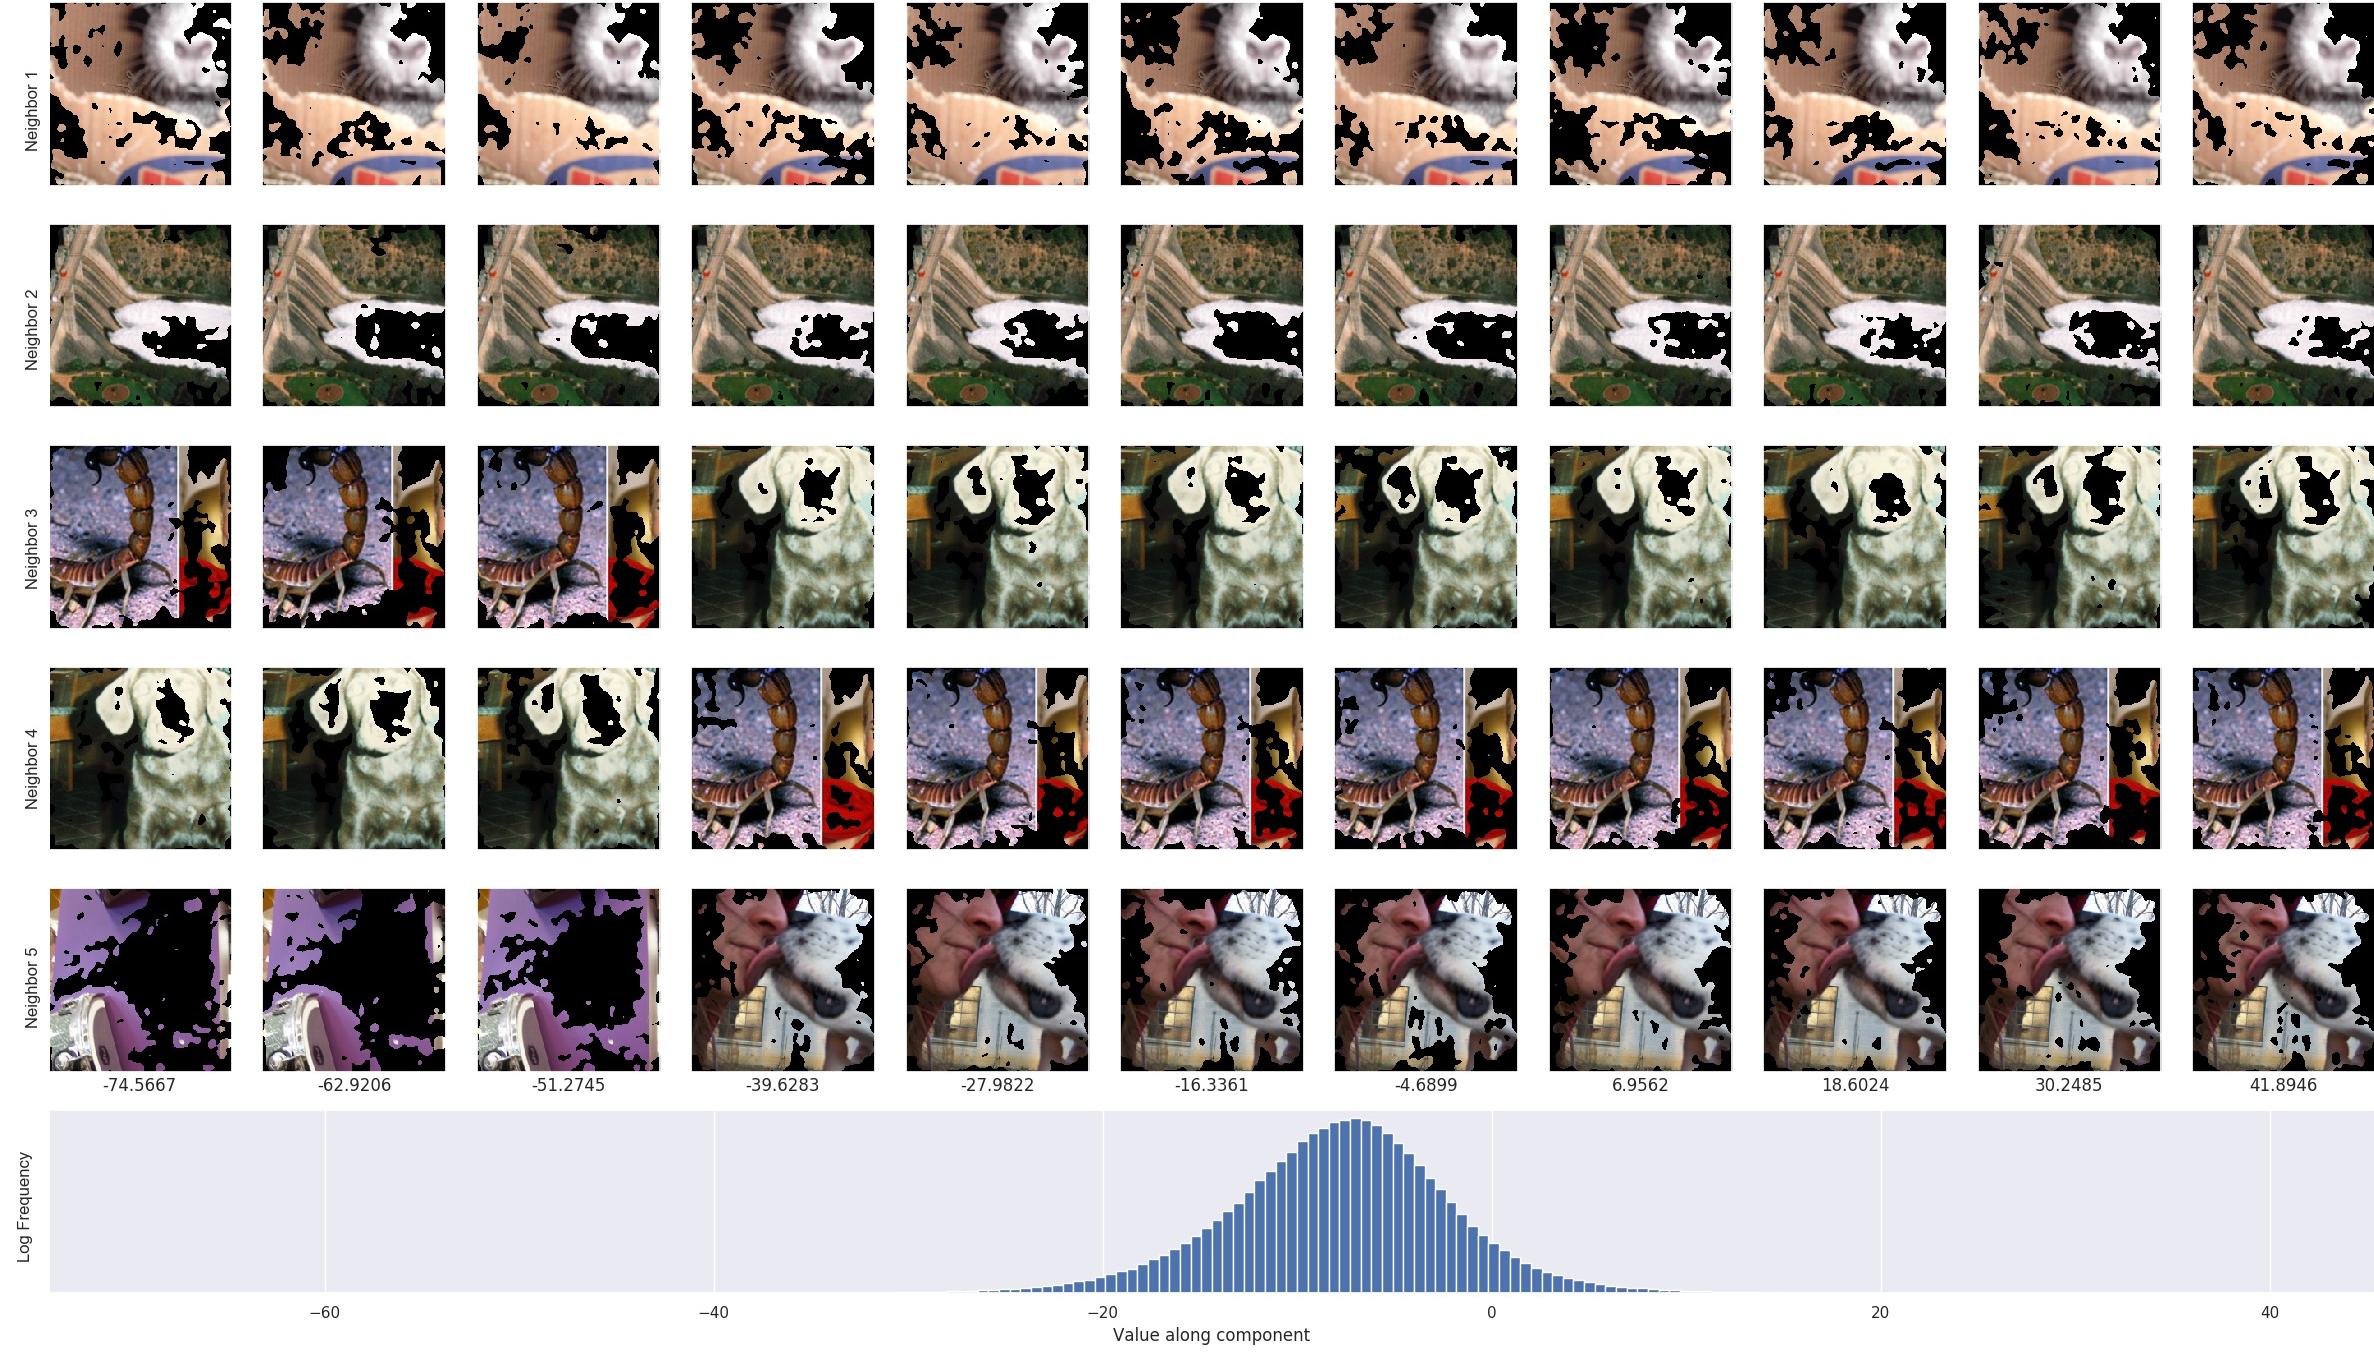 Neighbor 1
Neighbor 2
Neighbor 3
Neighbor 4
Neighbor 5
-74.5667 -62.9206 -51.2745 -39.6283 -27.9822 -16.3361 -4.6899 6.9562 18.6024 30.2485 41.8946
Log Frequency
−60 −40 −20 0 20 40
Value along component